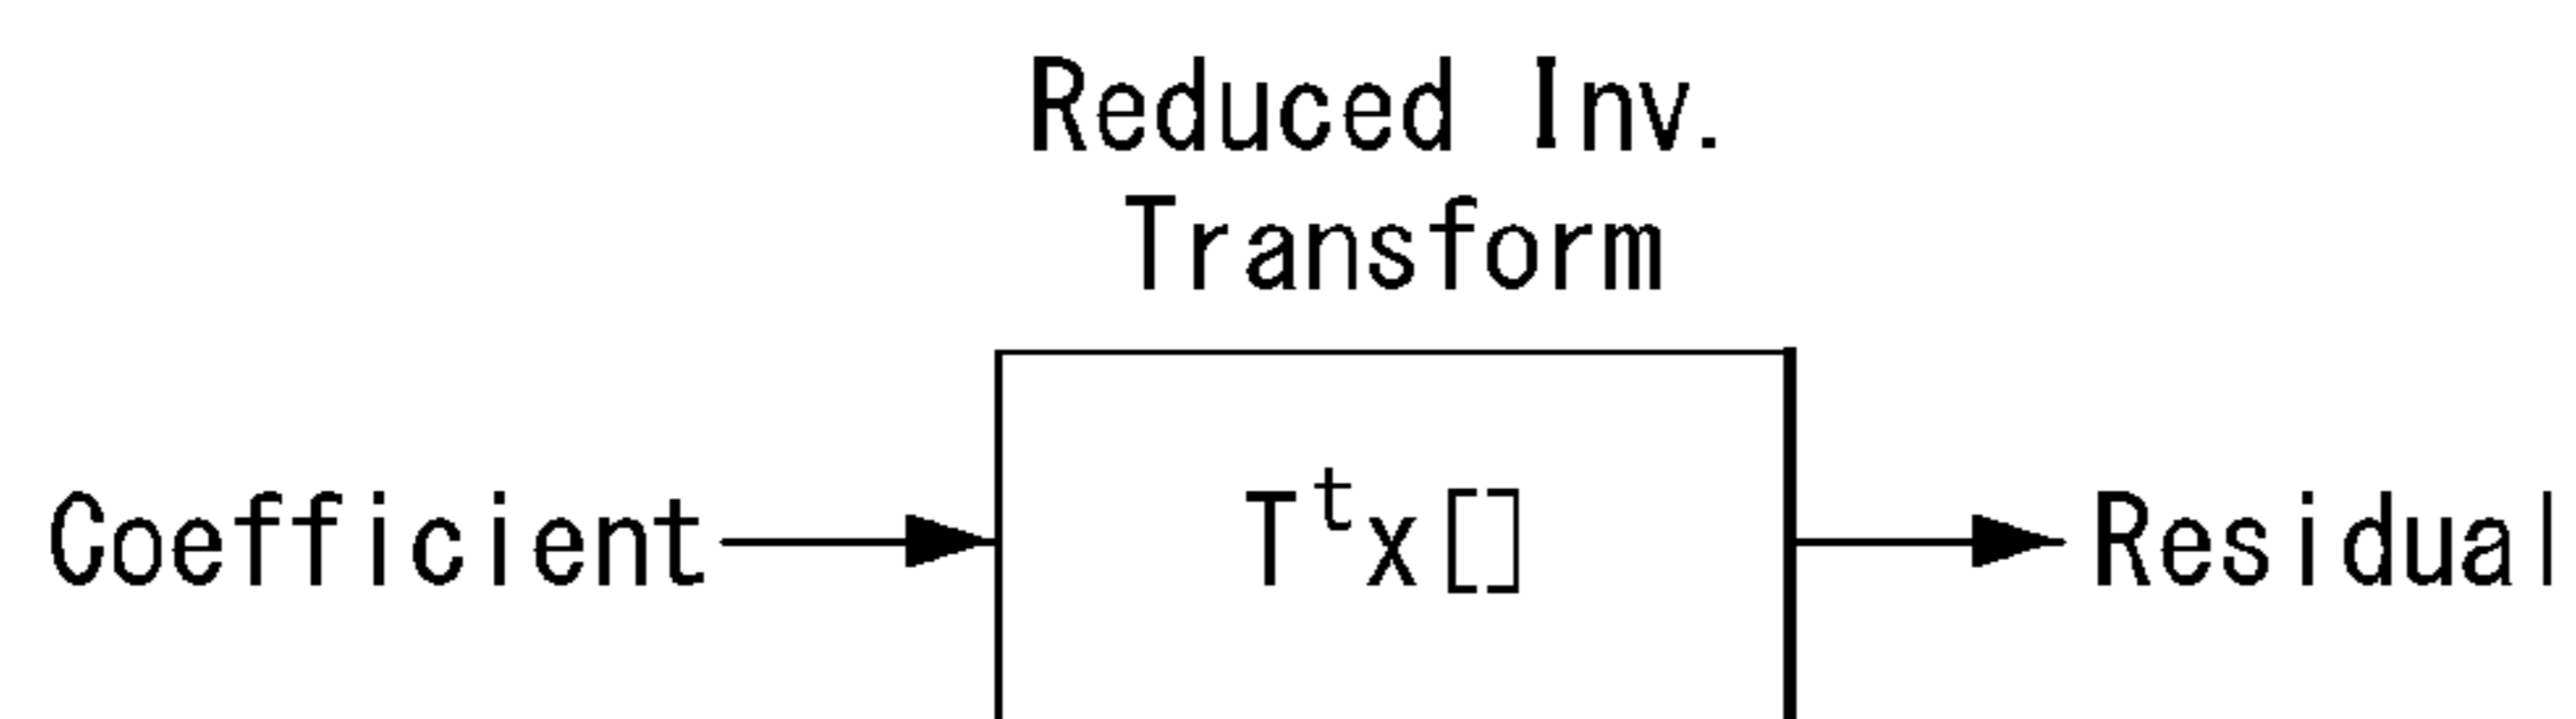 Reduced Inv.
Transform
Coefficient
Tᵗx[]
Residual